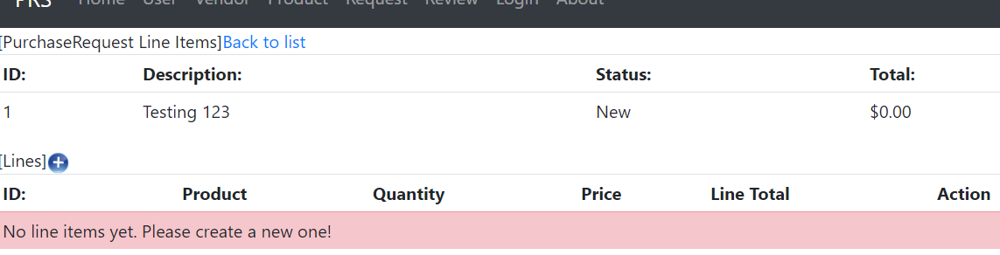 PRS Home User Vendor Product Request Review Login About
[PurchaseRequest Line Items]Back to list
ID: Description: Status: Total:
1 Testing 123 New $0.00
[Lines]
ID: Product Quantity Price Line Total Action
No line items yet. Please create a new one!